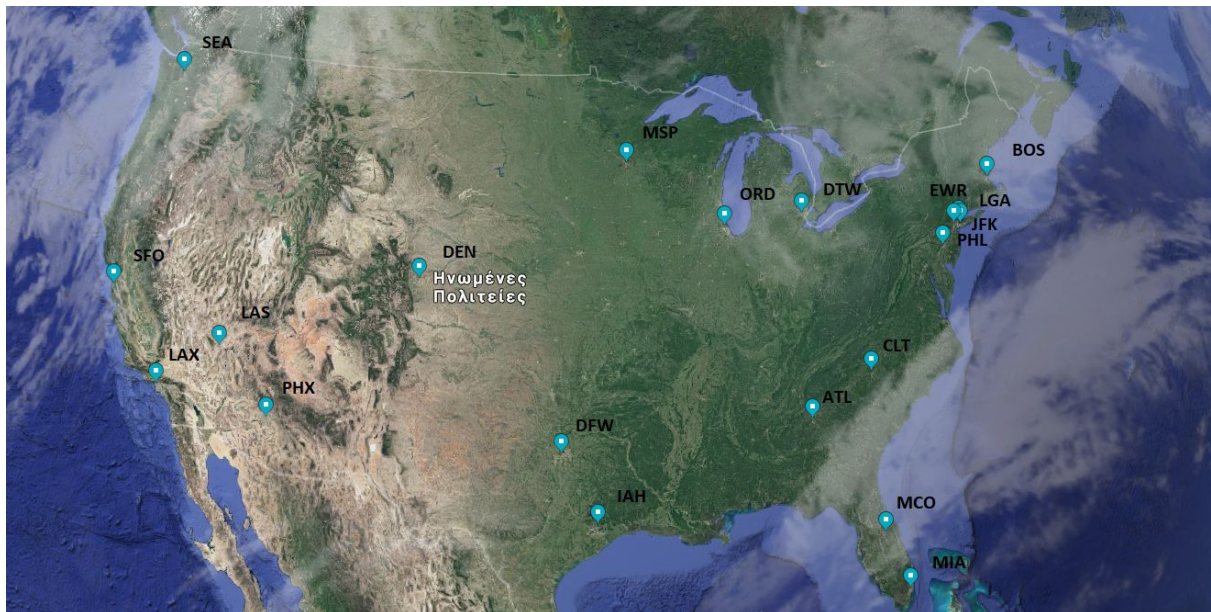 SEA
MSP
BOS
ORD
DTW
EWR
LGA
JFK
PHL
SFO
DEN
Ηνωμένες
Πολιτείες
LAS
LAX
PHX
CLT
ATL
DFW
IAH
MCO
MIA